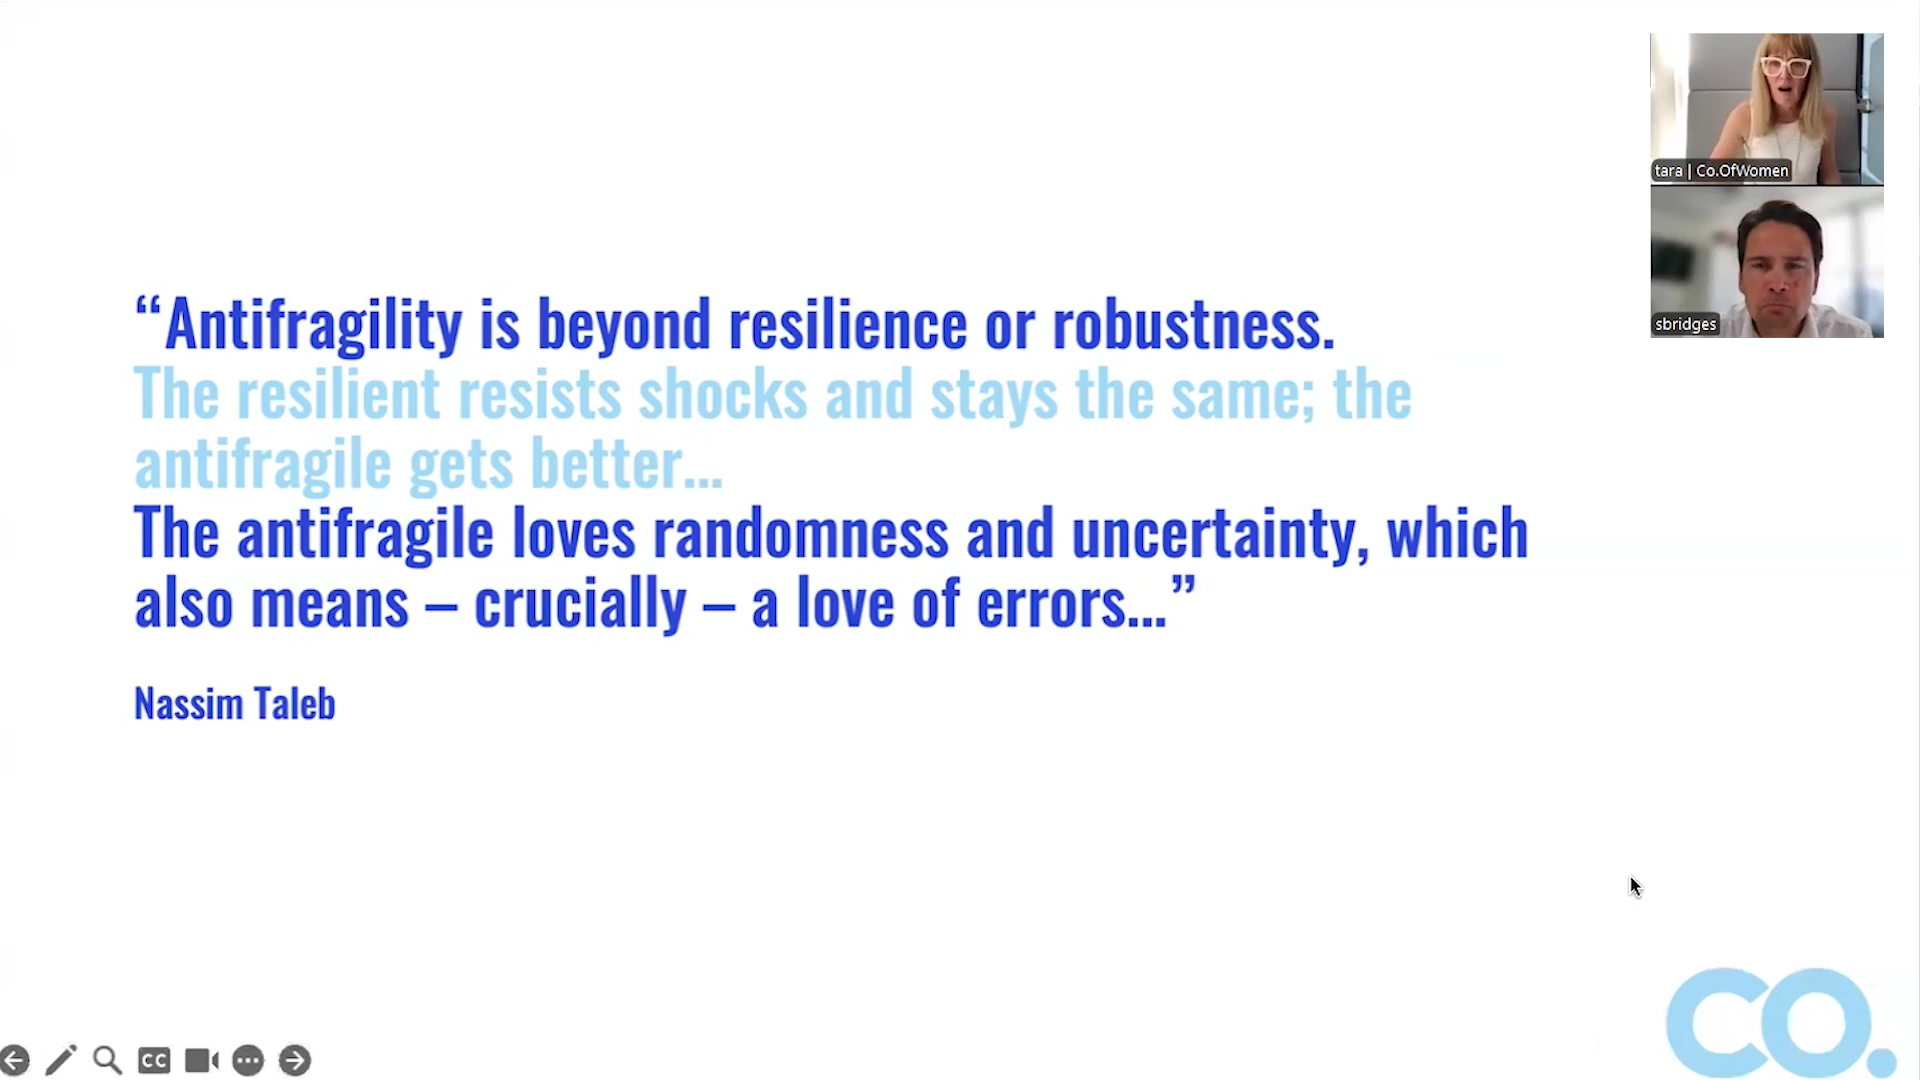 tara | Co.OfWomen
sbridges
“Antifragility is beyond resilience or robustness.
The resilient resists shocks and stays the same; the
antifragile gets better...
The antifragile loves randomness and uncertainty, which
also means – crucially – a love of errors...”
Nassim Taleb
CC
CO.